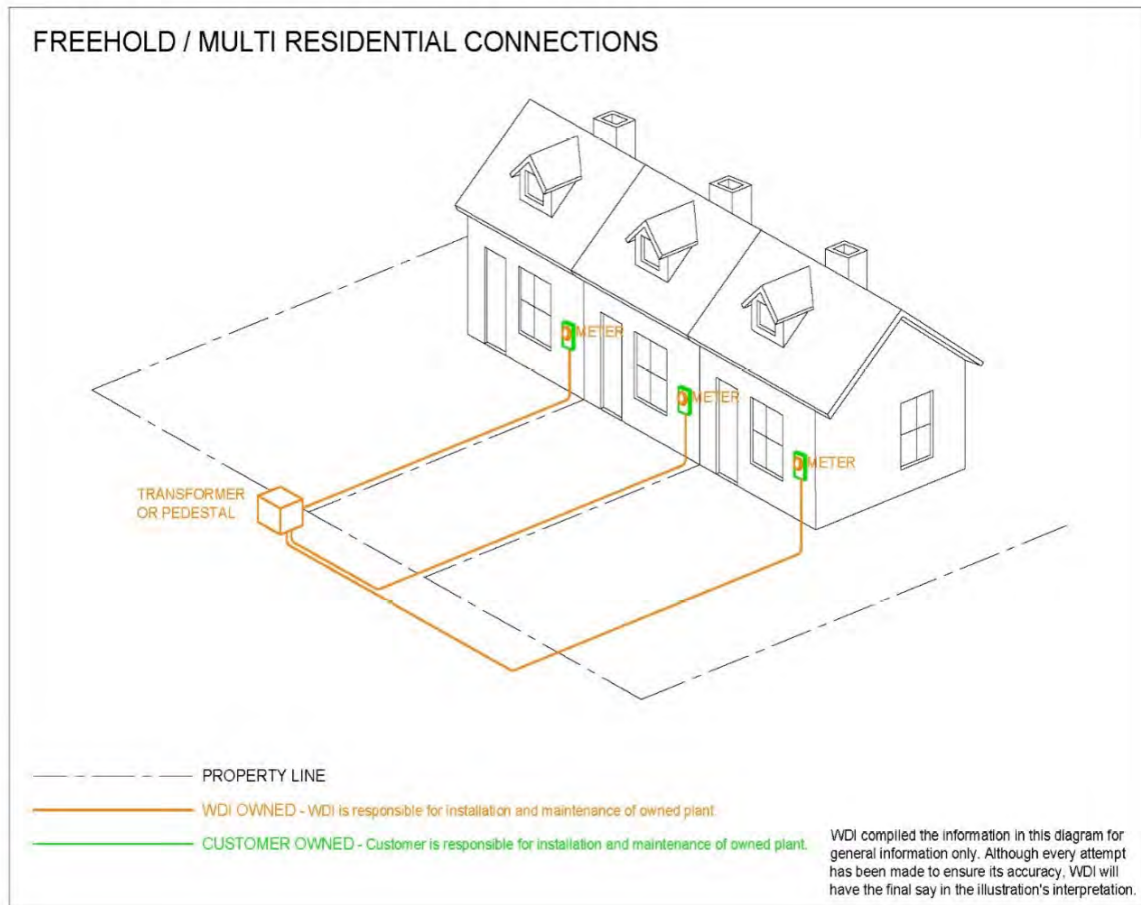 FREEHOLD / MULTI RESIDENTIAL CONNECTIONS
METER
METER
METER
TRANSFORMER
OR PEDESTAL
PROPERTY LINE
WDI OWNED - WDI is responsible for installation and maintenance of owned plant.
CUSTOMER OWNED - Customer is responsible for installation and maintenance of owned plant.
WDI compiled the information in this diagram for
general information only. Although every attempt
has been made to ensure its accuracy, WDI will
have the final say in the illustration's interpretation.